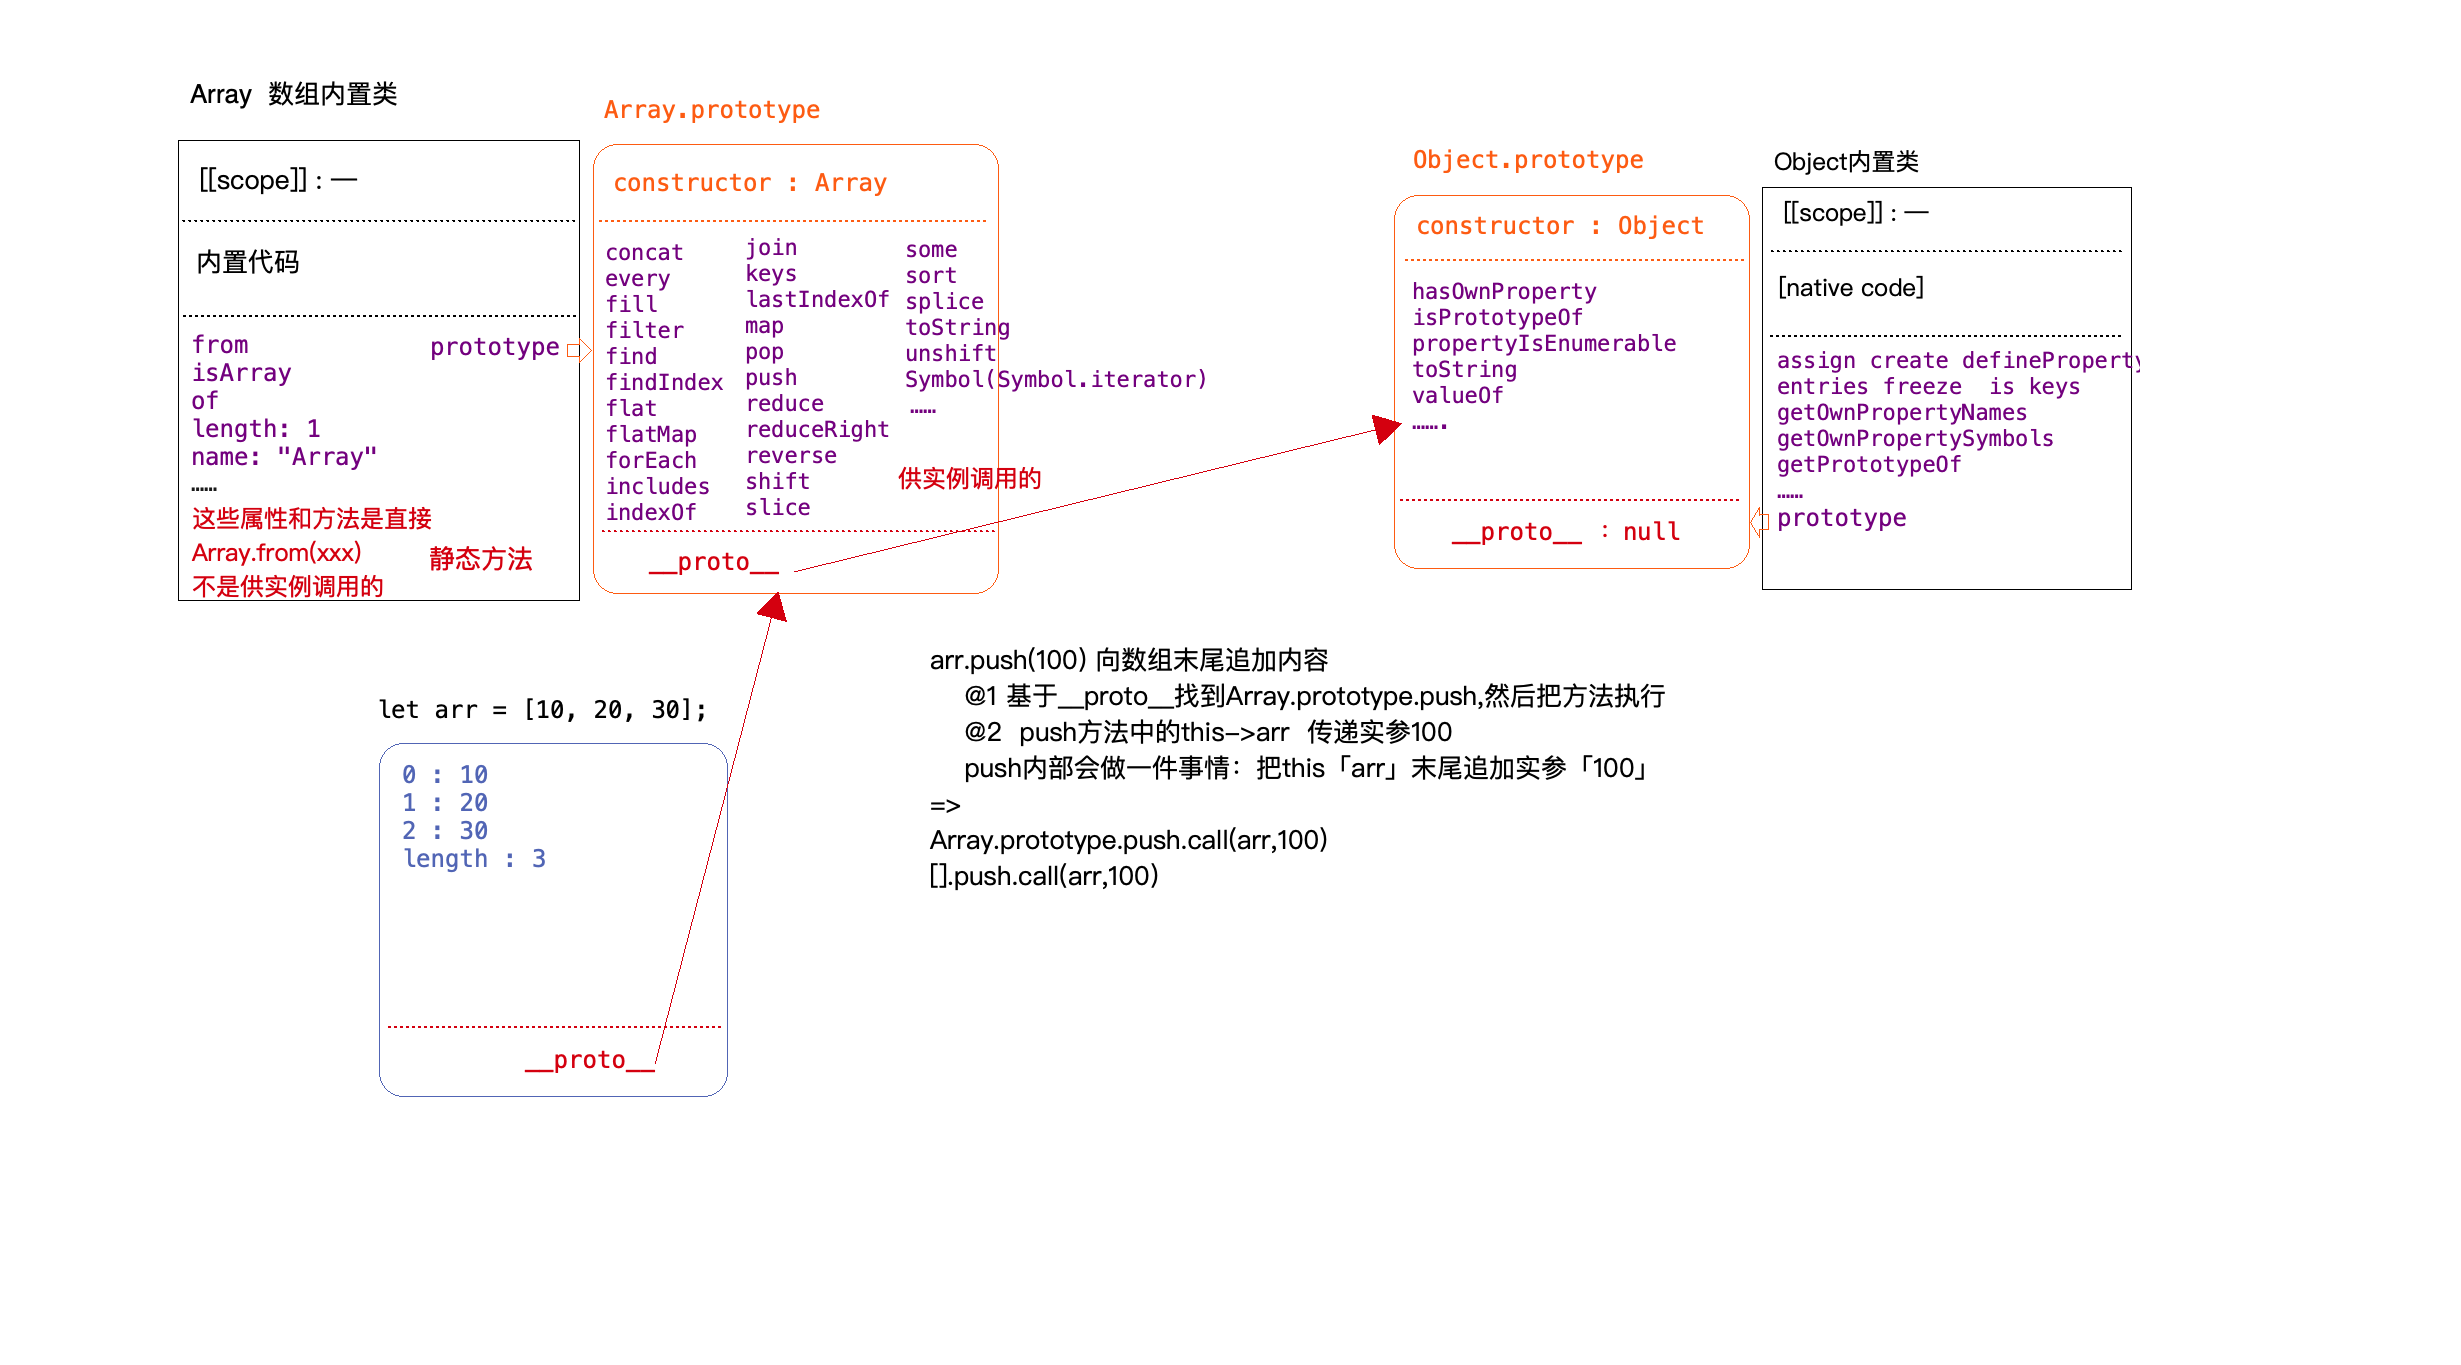 Array 数组内置类
[[scope]] : —
内置代码
from
isArray
of
length: 1
name: "Array"
……
prototype
这些属性和方法是直接
Array.from(xxx)
不是供实例调用的
静态方法
Array.prototype
constructor : Array
concat
every
fill
filter
find
findIndex
flat
flatMap
forEach
includes
indexOf
join
keys
lastIndexOf
map
pop
push
reduce
reduceRight
reverse
shift
slice
some
sort
splice
toString
unshift
Symbol(Symbol.iterator)
……
供实例调用的
__proto__
Object.prototype
constructor : Object
hasOwnProperty
isPrototypeOf
propertyIsEnumerable
toString
valueOf
…….
__proto__ : null
Object内置类
[[scope]] : —
[native code]
assign create defineProperty
entries freeze is keys
getOwnPropertyNames
getOwnPropertySymbols
getPrototypeOf
……
prototype
let arr = [10, 20, 30];
0 : 10
1 : 20
2 : 30
length : 3
__proto__
arr.push(100) 向数组末尾追加内容
@1 基于__proto__找到Array.prototype.push,然后把方法执行
@2 push方法中的this->arr 传递实参100
push内部会做一件事情：把this「arr」末尾追加实参「100」
=>
Array.prototype.push.call(arr,100)
[].push.call(arr,100)